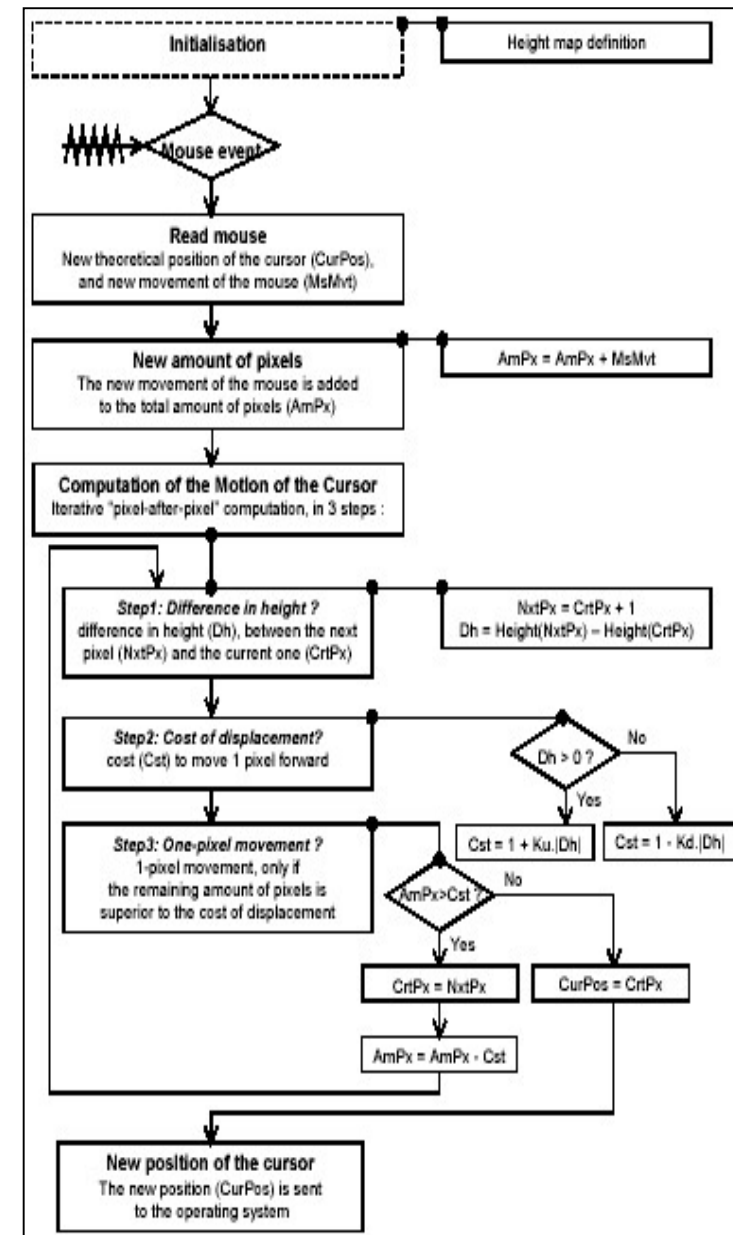 Initialisation
Height map definition
Mouse event
Read mouse
New theoretical position of the cursor (CurPos),
and new movement of the mouse (MsMvt)
New amount of pixels
The new movement of the mouse is added
to the total amount of pixels (AmPx)
AmPx = AmPx + MsMvt
Computation of the Motion of the Cursor
Iterative "pixel-after-pixel" computation, in 3 steps :
Step1: Difference in height ?
difference in height (Dh), between the next
pixel (NxtPx) and the current one (CrtPx)
NxtPx = CrtPx + 1
Dh = Height(NxtPx) – Height(CrtPx)
Step2: Cost of displacement?
cost (Cst) to move 1 pixel forward
Dh > 0 ?
No
Yes
Cst = 1 + Ku.|Dh|
Cst = 1 - Kd.|Dh|
Step3: One-pixel movement ?
1-pixel movement, only if
the remaining amount of pixels is
superior to the cost of displacement
AmPx>Cst ?
No
Yes
CrtPx = NxtPx
CurPos = CrtPx
AmPx = AmPx - Cst
New position of the cursor
The new position (CurPos) is sent
to the operating system